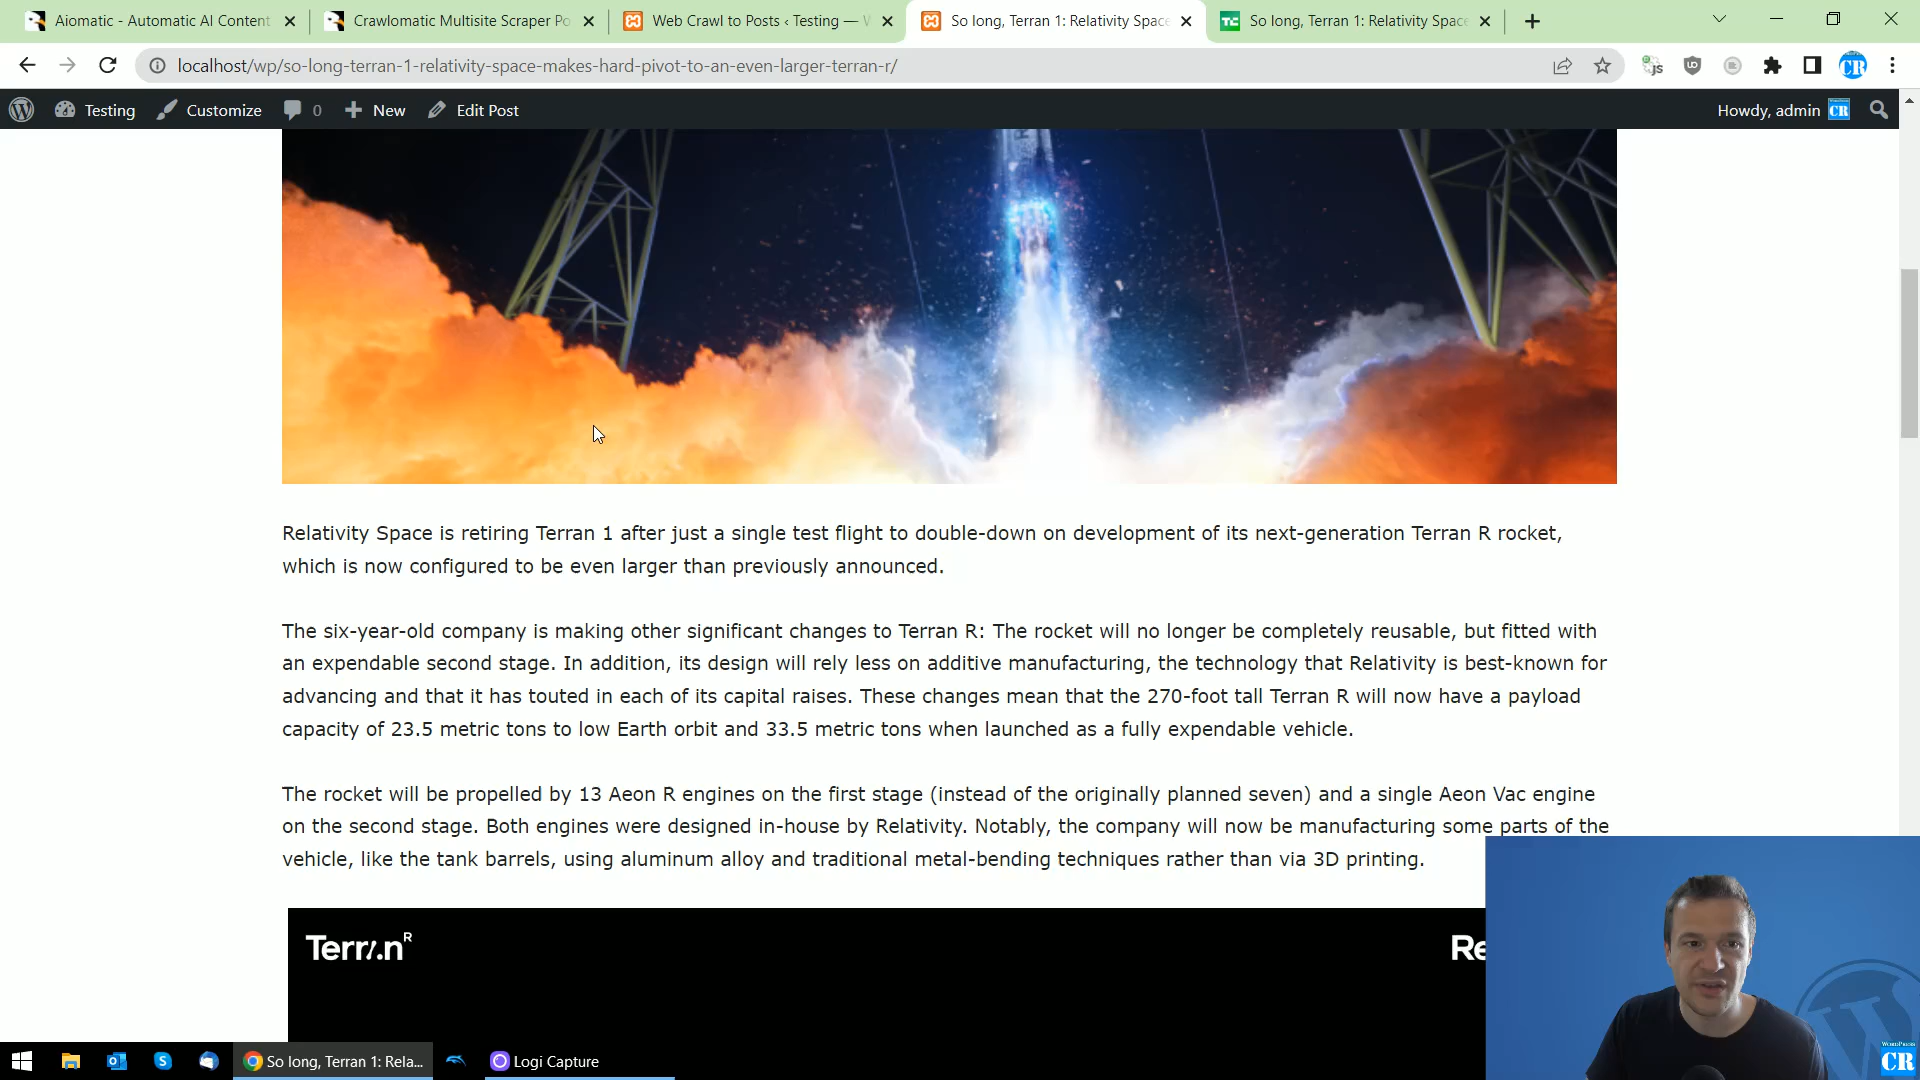 Aiomatic - Automatic AI Content
Crawlomatic Multisite Scraper Po
Web Crawl to Posts ‹ Testing — W
So long, Terran 1: Relativity Space
TC So long, Terran 1: Relativity Space
localhost/wp/so-long-terran-1-relativity-space-makes-hard-pivot-to-an-even-larger-terran-r/
JS
CR
Testing
Customize
0
New
Edit Post
Howdy, admin
CR
Relativity Space is retiring Terran 1 after just a single test flight to double-down on development of its next-generation Terran R rocket,
which is now configured to be even larger than previously announced.
The six-year-old company is making other significant changes to Terran R: The rocket will no longer be completely reusable, but fitted with
an expendable second stage. In addition, its design will rely less on additive manufacturing, the technology that Relativity is best-known for
advancing and that it has touted in each of its capital raises. These changes mean that the 270-foot tall Terran R will now have a payload
capacity of 23.5 metric tons to low Earth orbit and 33.5 metric tons when launched as a fully expendable vehicle.
The rocket will be propelled by 13 Aeon R engines on the first stage (instead of the originally planned seven) and a single Aeon Vac engine
on the second stage. Both engines were designed in-house by Relativity. Notably, the company will now be manufacturing some parts of the
vehicle, like the tank barrels, using aluminum alloy and traditional metal-bending techniques rather than via 3D printing.
Terran R
Re
So long, Terran 1: Rela...
Logi Capture
WORDPRESS
CR